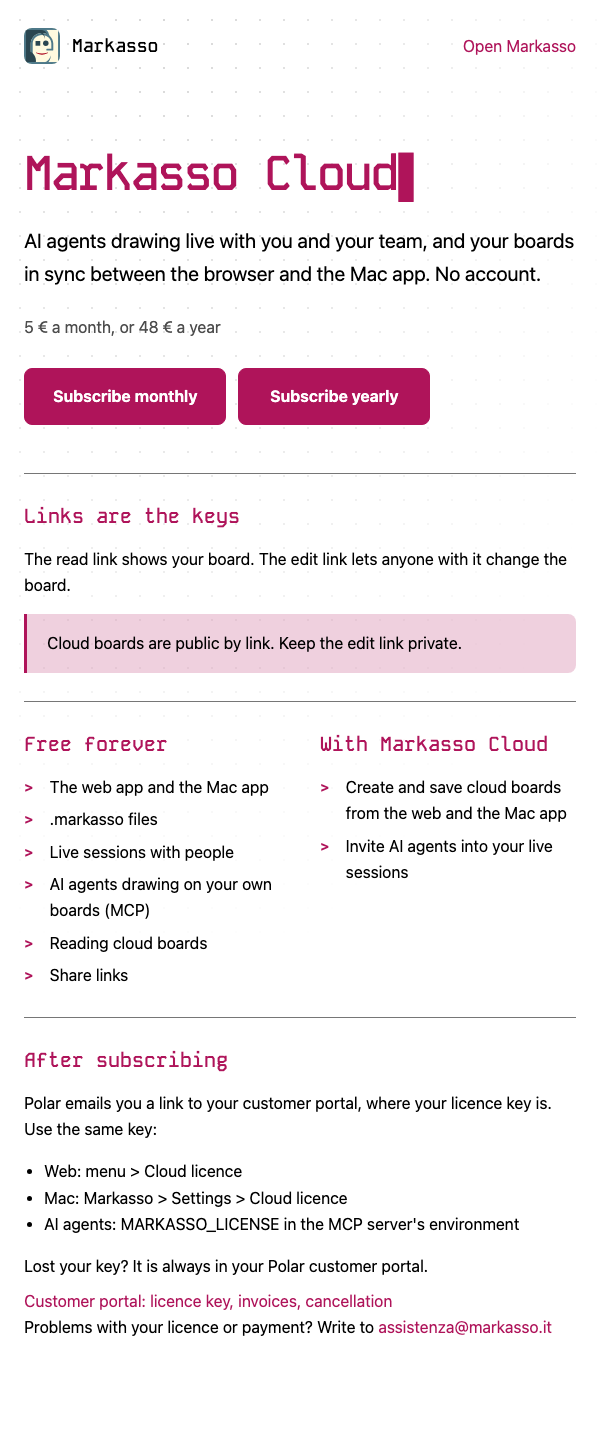 Markasso
Open Markasso
Markasso Cloud
AI agents drawing live with you and your team, and your boards
in sync between the browser and the Mac app. No account.
5 € a month, or 48 € a year
Subscribe monthly
Subscribe yearly
Links are the keys
The read link shows your board. The edit link lets anyone with it change the
board.
Cloud boards are public by link. Keep the edit link private.
Free forever
> The web app and the Mac app
> .markasso files
> Live sessions with people
> AI agents drawing on your own
boards (MCP)
> Reading cloud boards
> Share links
With Markasso Cloud
> Create and save cloud boards
from the web and the Mac app
> Invite AI agents into your live
sessions
After subscribing
Polar emails you a link to your customer portal, where your licence key is.
Use the same key:
• Web: menu > Cloud licence
• Mac: Markasso > Settings > Cloud licence
• AI agents: MARKASSO_LICENSE in the MCP server's environment
Lost your key? It is always in your Polar customer portal.
Customer portal: licence key, invoices, cancellation
Problems with your licence or payment? Write to assistenza@markasso.it